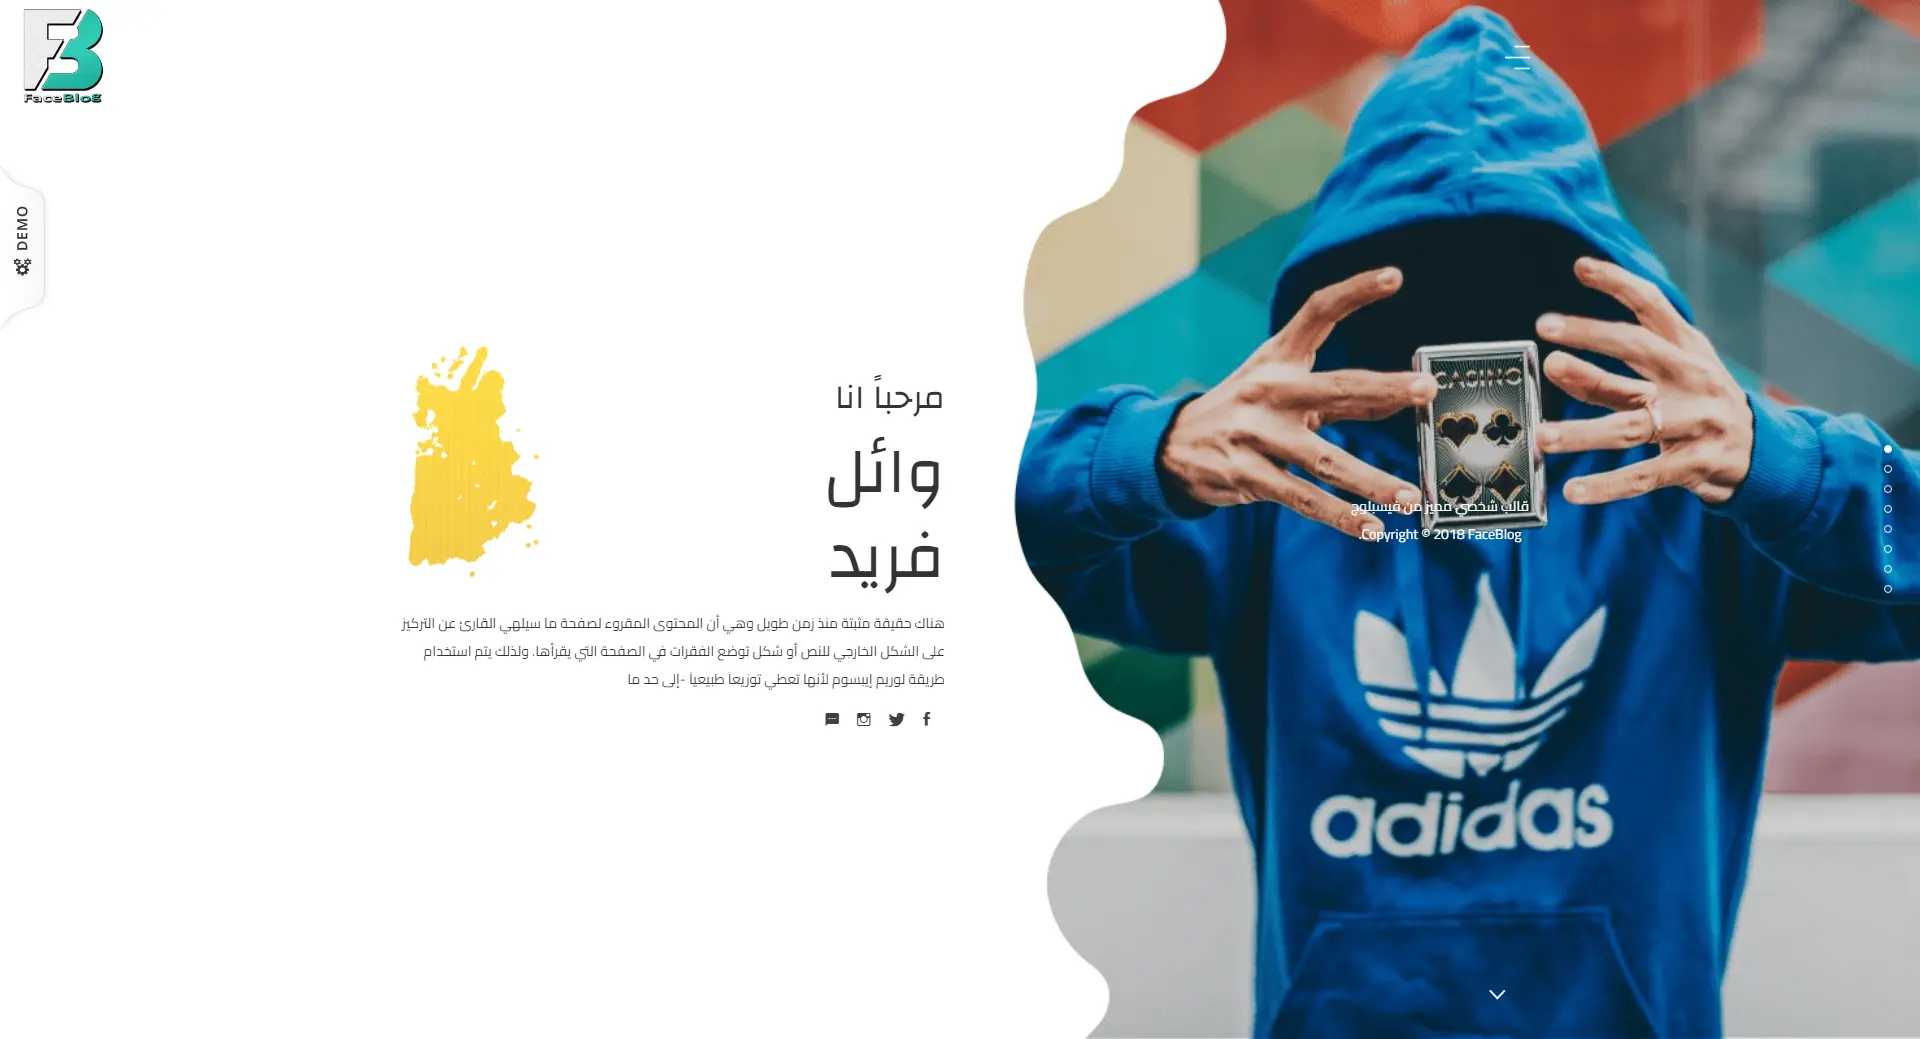 FaceBlog
DEMO
مرحباً انا
وائل
فريد
هناك حقيقة مثبتة منذ زمن طويل وهي أن المحتوى المقروء لصفحة ما سيلهي القارئ عن التركيز
على الشكل الخارجي للنص أو شكل توضع الفقرات في الصفحة التي يقرأها. ولذلك يتم استخدام
طريقة لوريم إيبسوم لأنها تعطي توزيعاَ طبيعياَ -إلى حد ما
CASINO
قالب شخصي مميز من فيسبلوج
Copyright © 2018 FaceBlog.
adidas